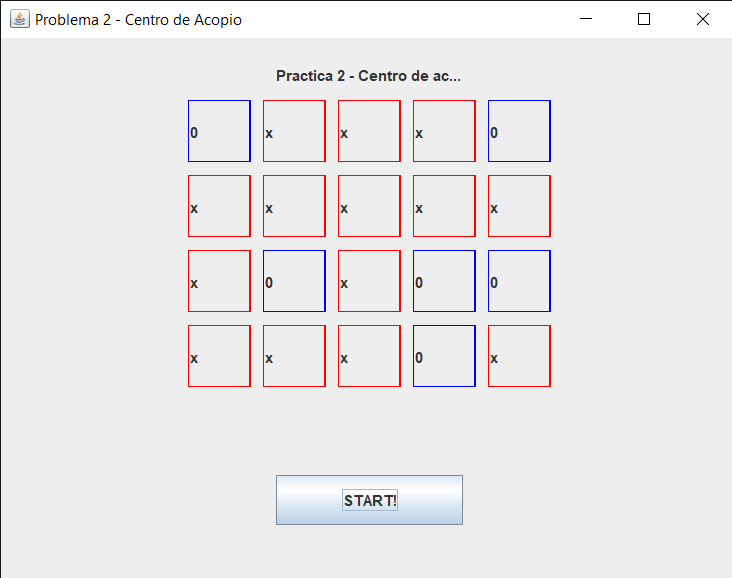 Problema 2 - Centro de Acopio
Practica 2 - Centro de ac...
0 x x x 0
x x x x x
x 0 x 0 0
x x x 0 x
START!